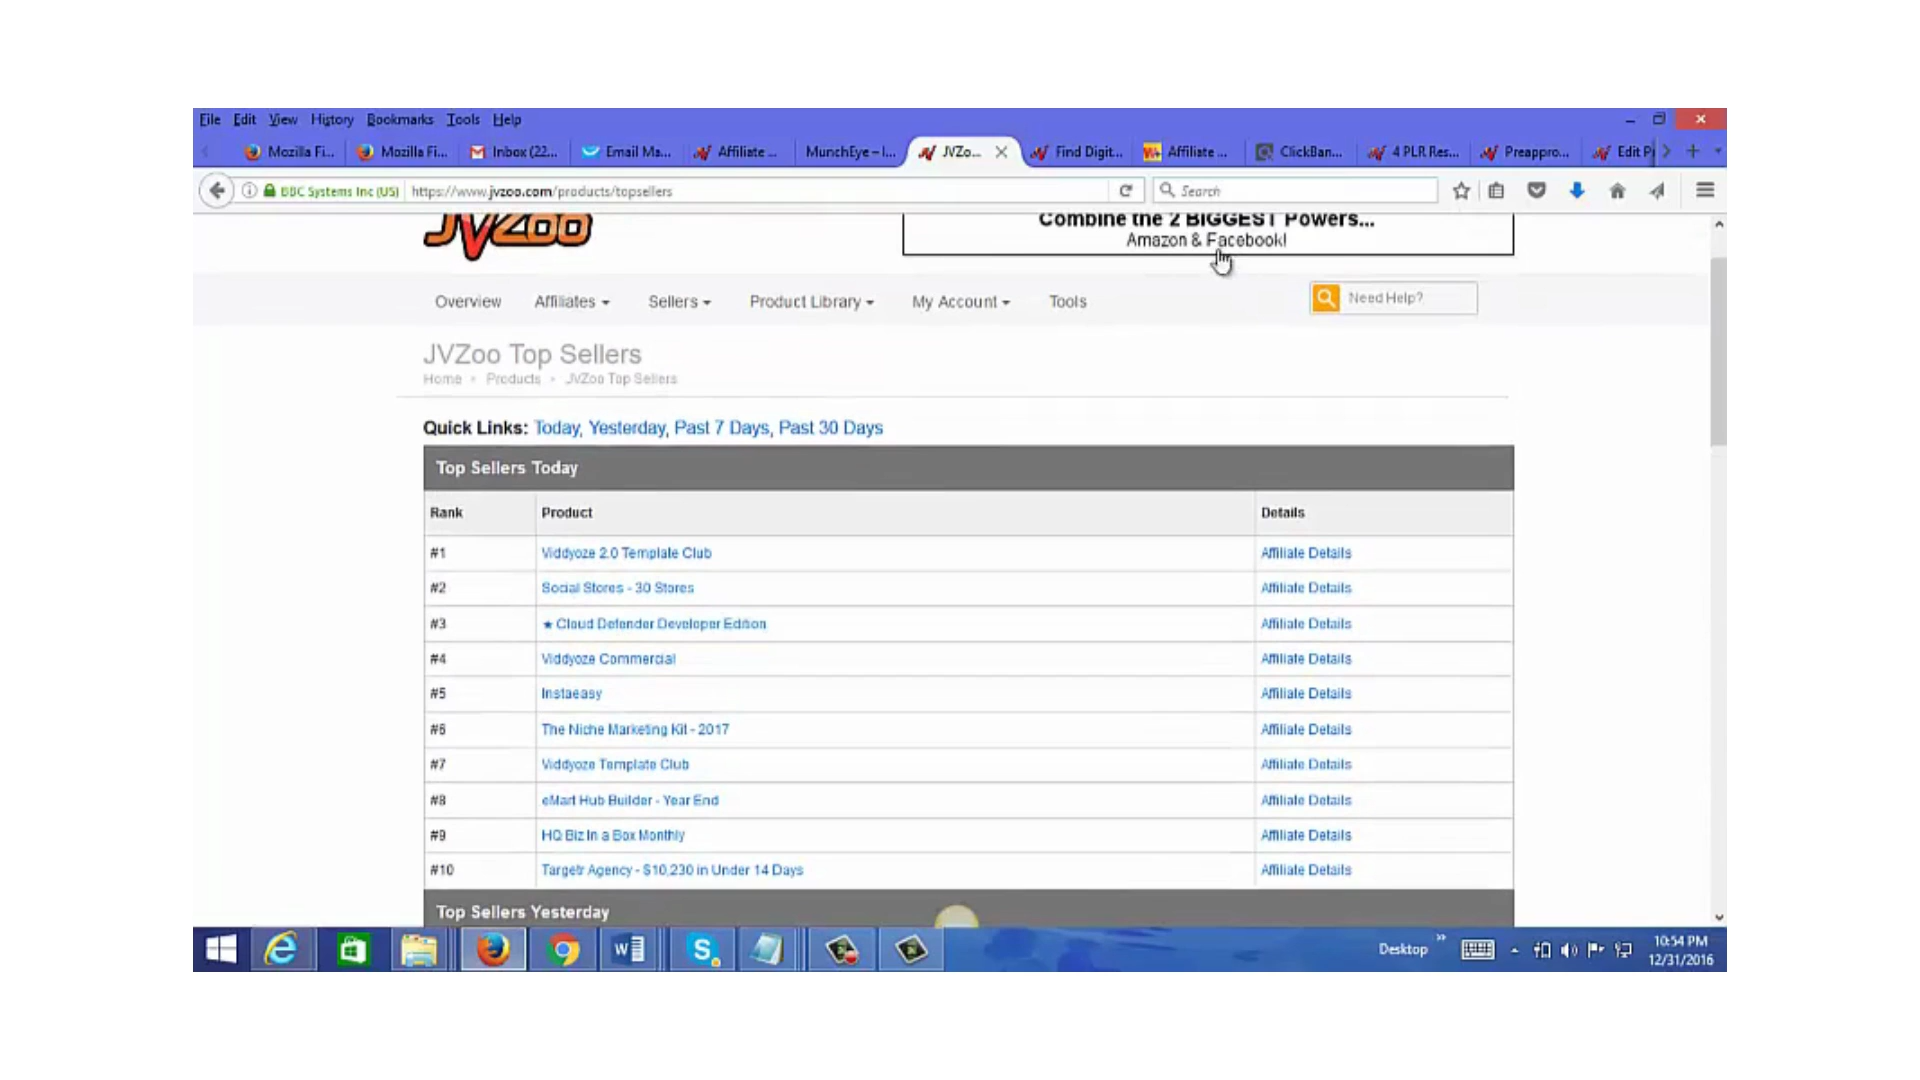 File Edit View History Bookmarks Tools Help
Mozilla Fi... Mozilla Fi... Inbox (22... Email Ma... Affiliate ... MunchEye – I... JVZo... Find Digit... Affiliate ... ClickBan... 4 PLR Res... Preappro... Edit P
BBC Systems Inc (US) https://www.jvzoo.com/products/topsellers Search
JVZoo
Combine the 2 BIGGEST Powers...
Amazon & Facebook!
Overview Affiliates Sellers Product Library My Account Tools Need Help?
JVZoo Top Sellers
Home Products JVZoo Top Sellers
Quick Links: Today, Yesterday, Past 7 Days, Past 30 Days
Top Sellers Today
Rank Product Details
#1 Viddyoze 2.0 Template Club Affiliate Details
#2 Social Stores - 30 Stores Affiliate Details
#3 ★ Cloud Defender Developer Edition Affiliate Details
#4 Viddyoze Commercial Affiliate Details
#5 Instaeasy Affiliate Details
#6 The Niche Marketing Kit - 2017 Affiliate Details
#7 Viddyoze Template Club Affiliate Details
#8 eMart Hub Builder - Year End Affiliate Details
#9 HQ Biz In a Box Monthly Affiliate Details
#10 Targetr Agency - $10,230 in Under 14 Days Affiliate Details
Top Sellers Yesterday
Desktop 10:54 PM
12/31/2016